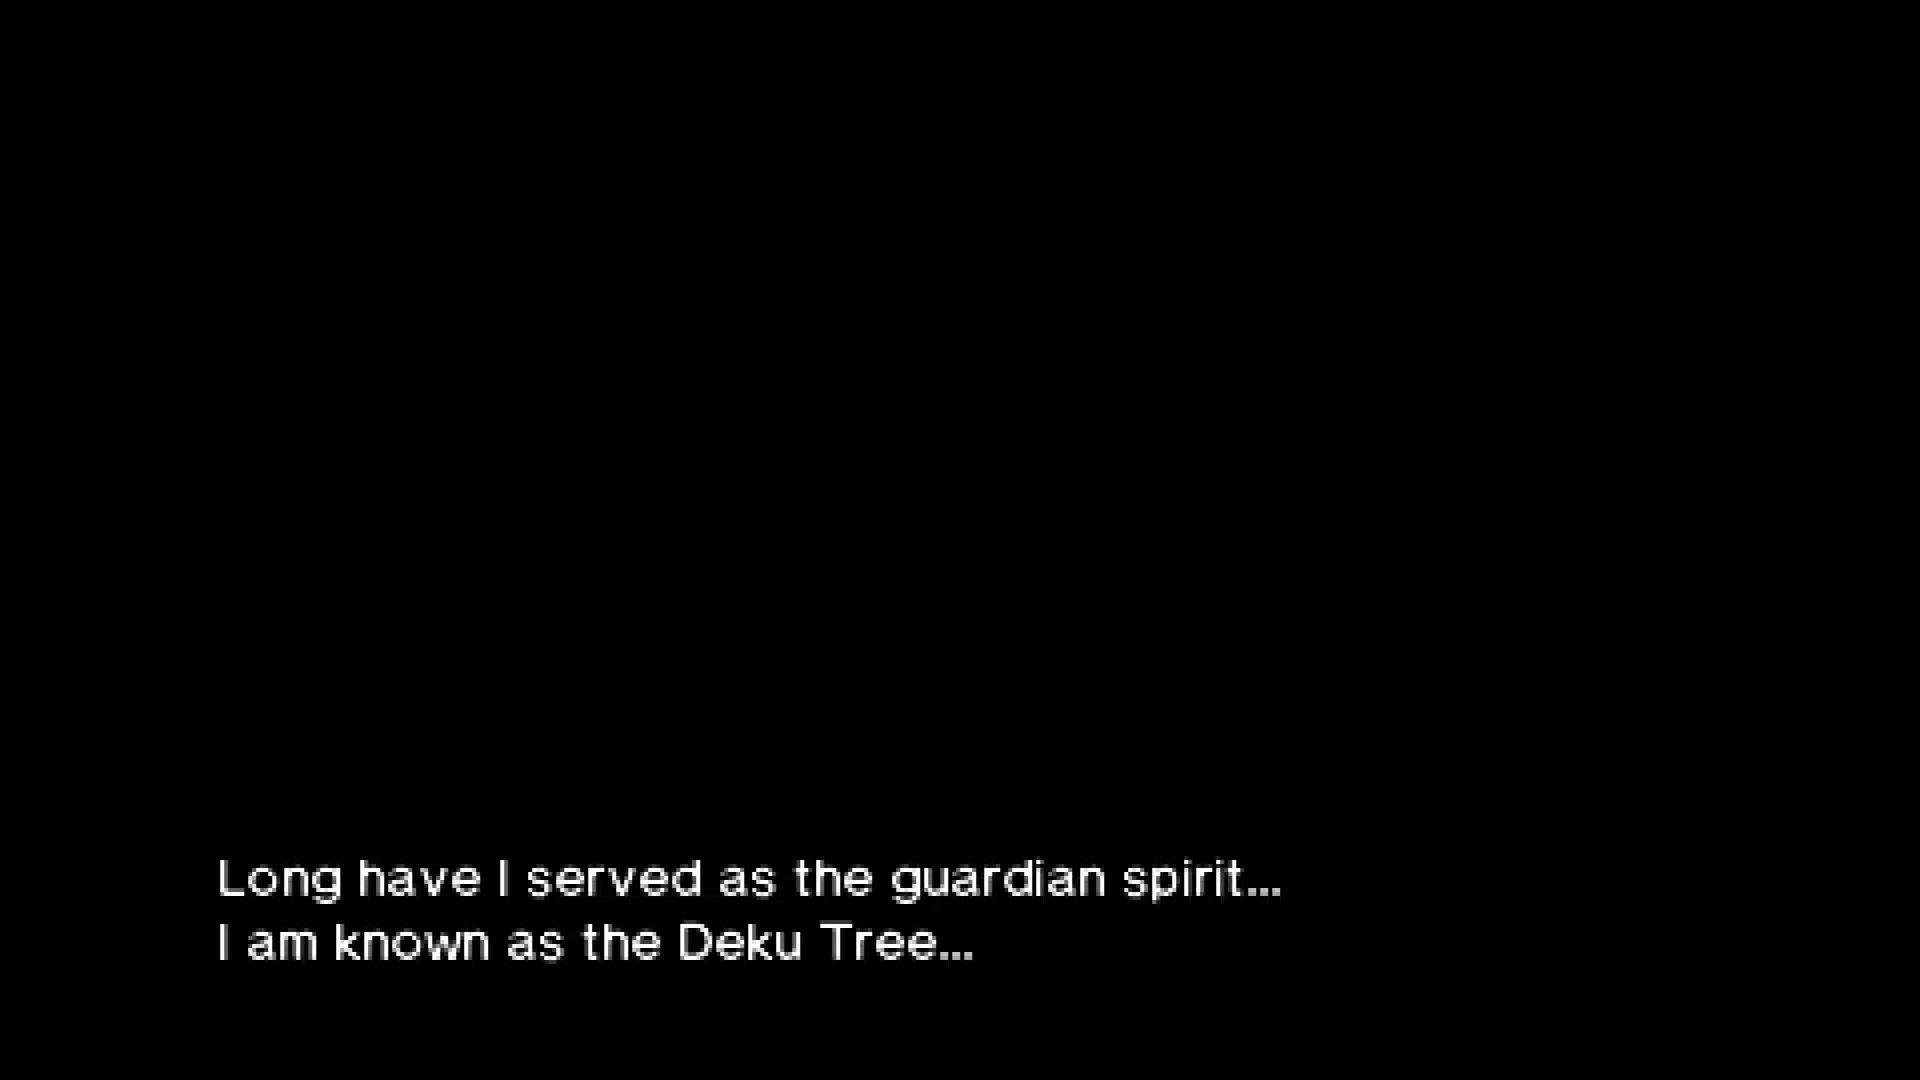 Long have I served as the guardian spirit...
I am known as the Deku Tree...